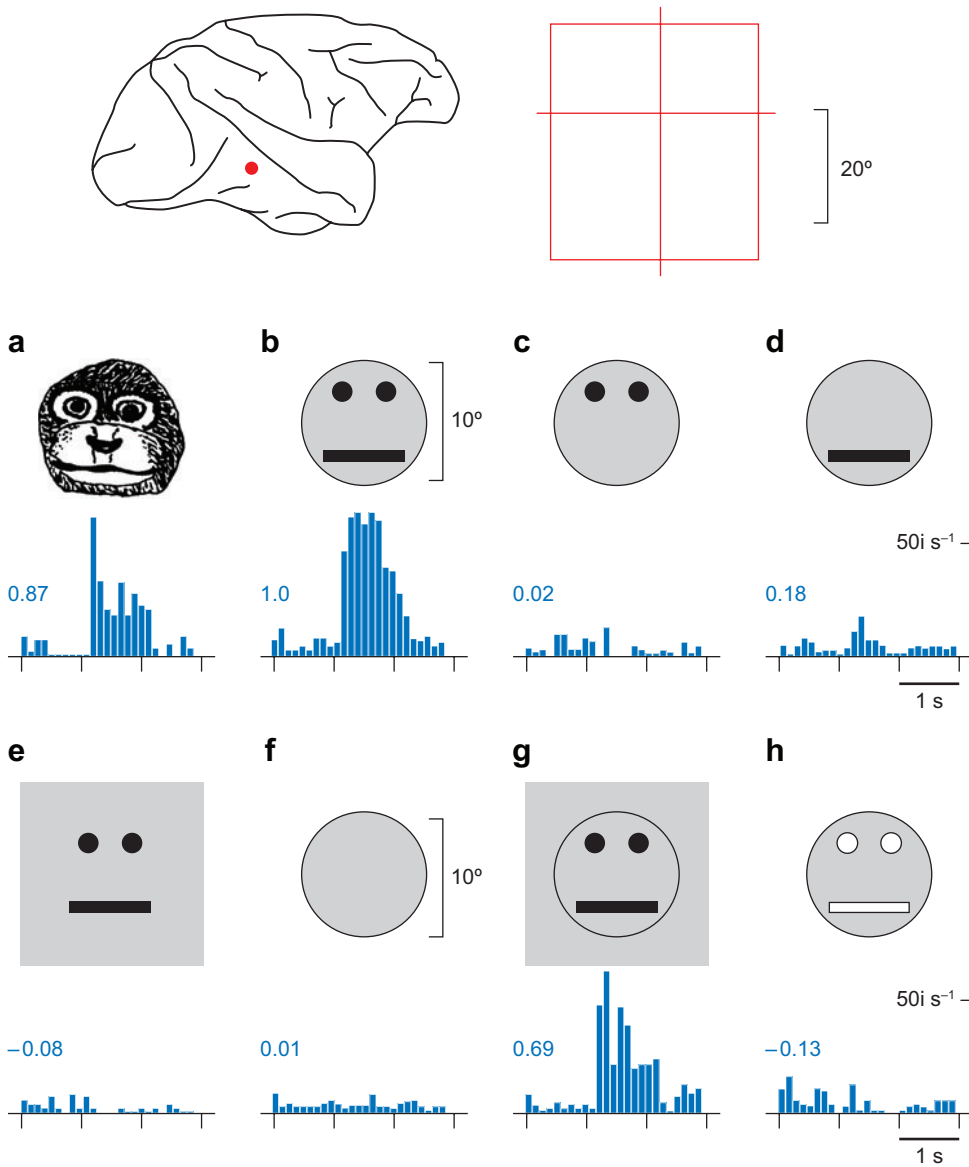 20º
a b c d
10º
50i s⁻¹
0.87 1.0 0.02 0.18
1 s
e f g h
10º
50i s⁻¹
–0.08 0.01 0.69 –0.13
1 s